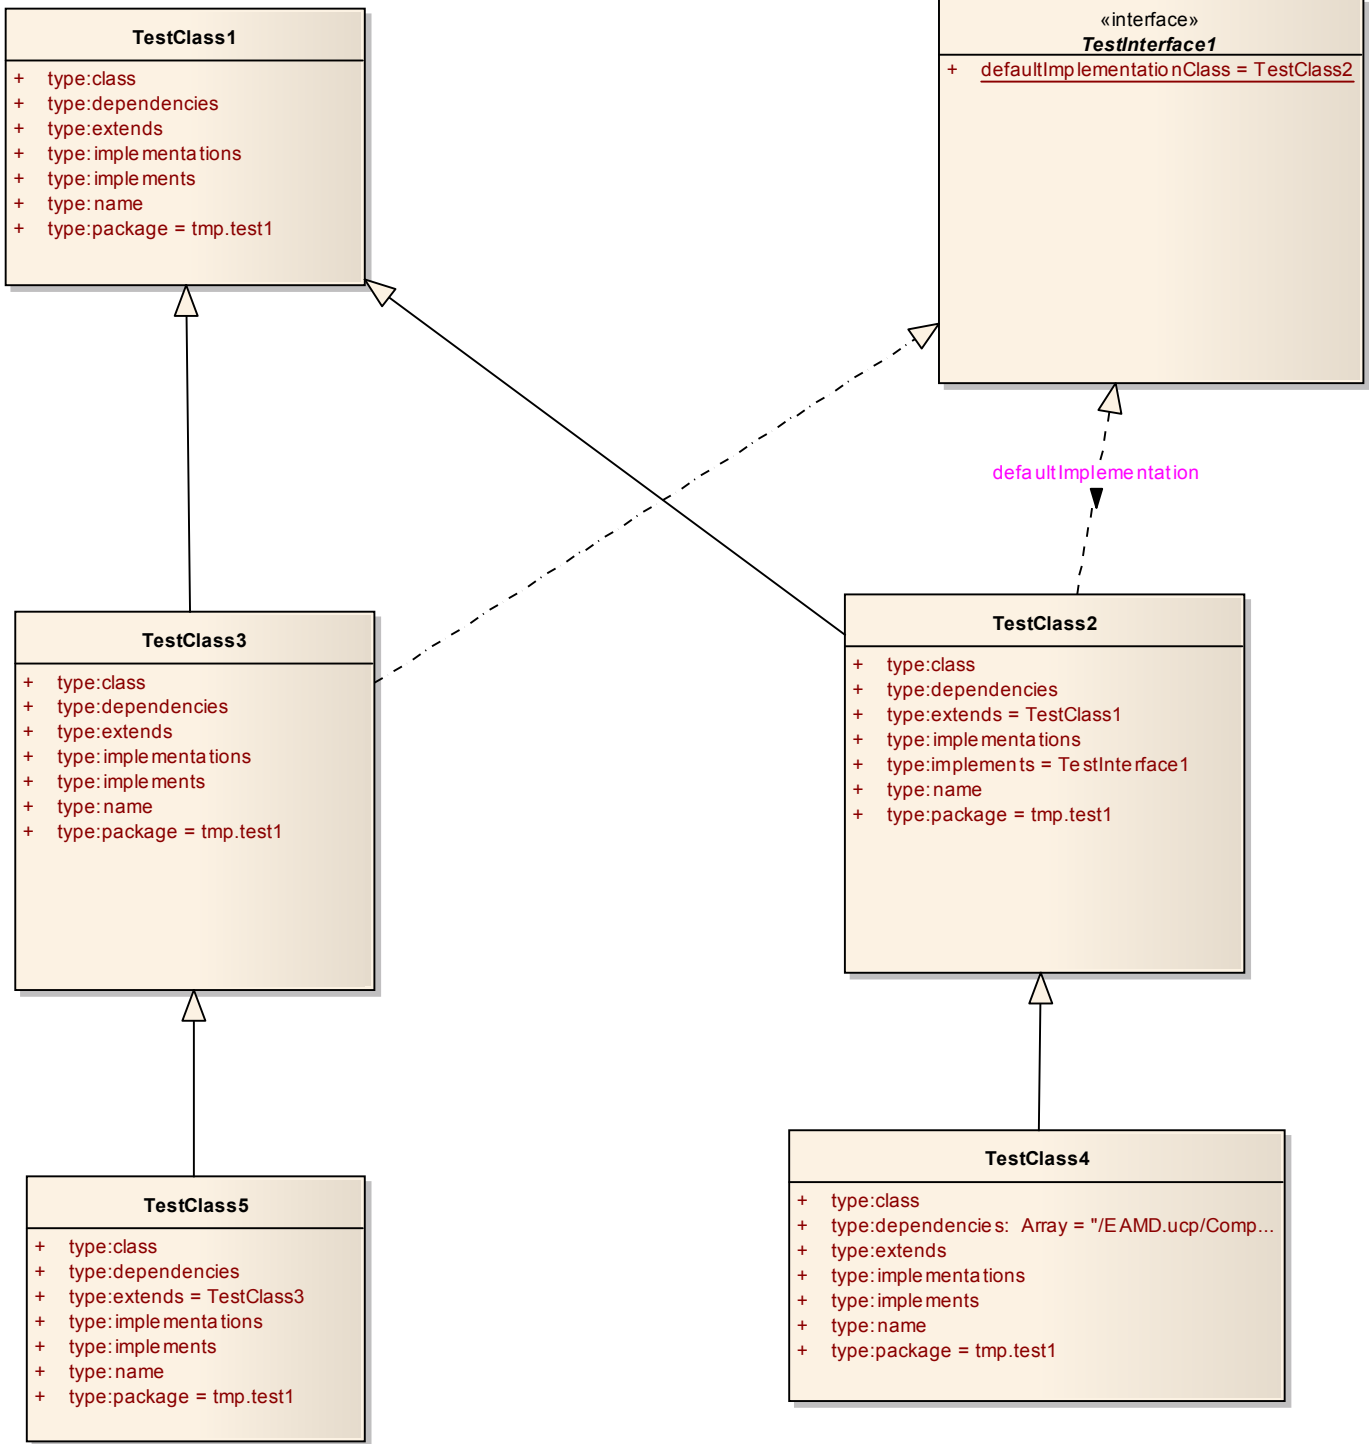 TestClass1
+ type:class
+ type:dependencies
+ type:extends
+ type:implementations
+ type:implements
+ type:name
+ type:package = tmp.test1
«interface»
TestInterface1
+ defaultImplementationClass = TestClass2
defaultImplementation
TestClass3
+ type:class
+ type:dependencies
+ type:extends
+ type:implementations
+ type:implements
+ type:name
+ type:package = tmp.test1
TestClass2
+ type:class
+ type:dependencies
+ type:extends = TestClass1
+ type:implementations
+ type:implements = TestInterface1
+ type:name
+ type:package = tmp.test1
TestClass5
+ type:class
+ type:dependencies
+ type:extends = TestClass3
+ type:implementations
+ type:implements
+ type:name
+ type:package = tmp.test1
TestClass4
+ type:class
+ type:dependencies: Array = "/EAMD.ucp/Comp...
+ type:extends
+ type:implementations
+ type:implements
+ type:name
+ type:package = tmp.test1